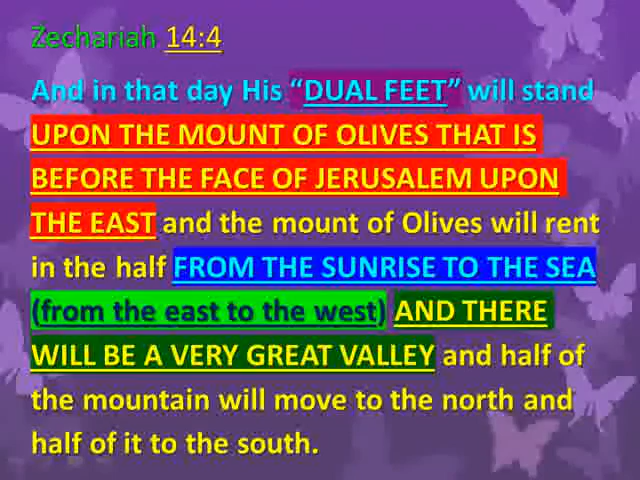 Zechariah 14:4
And in that day His “DUAL FEET” will stand
UPON THE MOUNT OF OLIVES THAT IS
BEFORE THE FACE OF JERUSALEM UPON
THE EAST and the mount of Olives will rent
in the half FROM THE SUNRISE TO THE SEA
(from the east to the west) AND THERE
WILL BE A VERY GREAT VALLEY and half of
the mountain will move to the north and
half of it to the south.